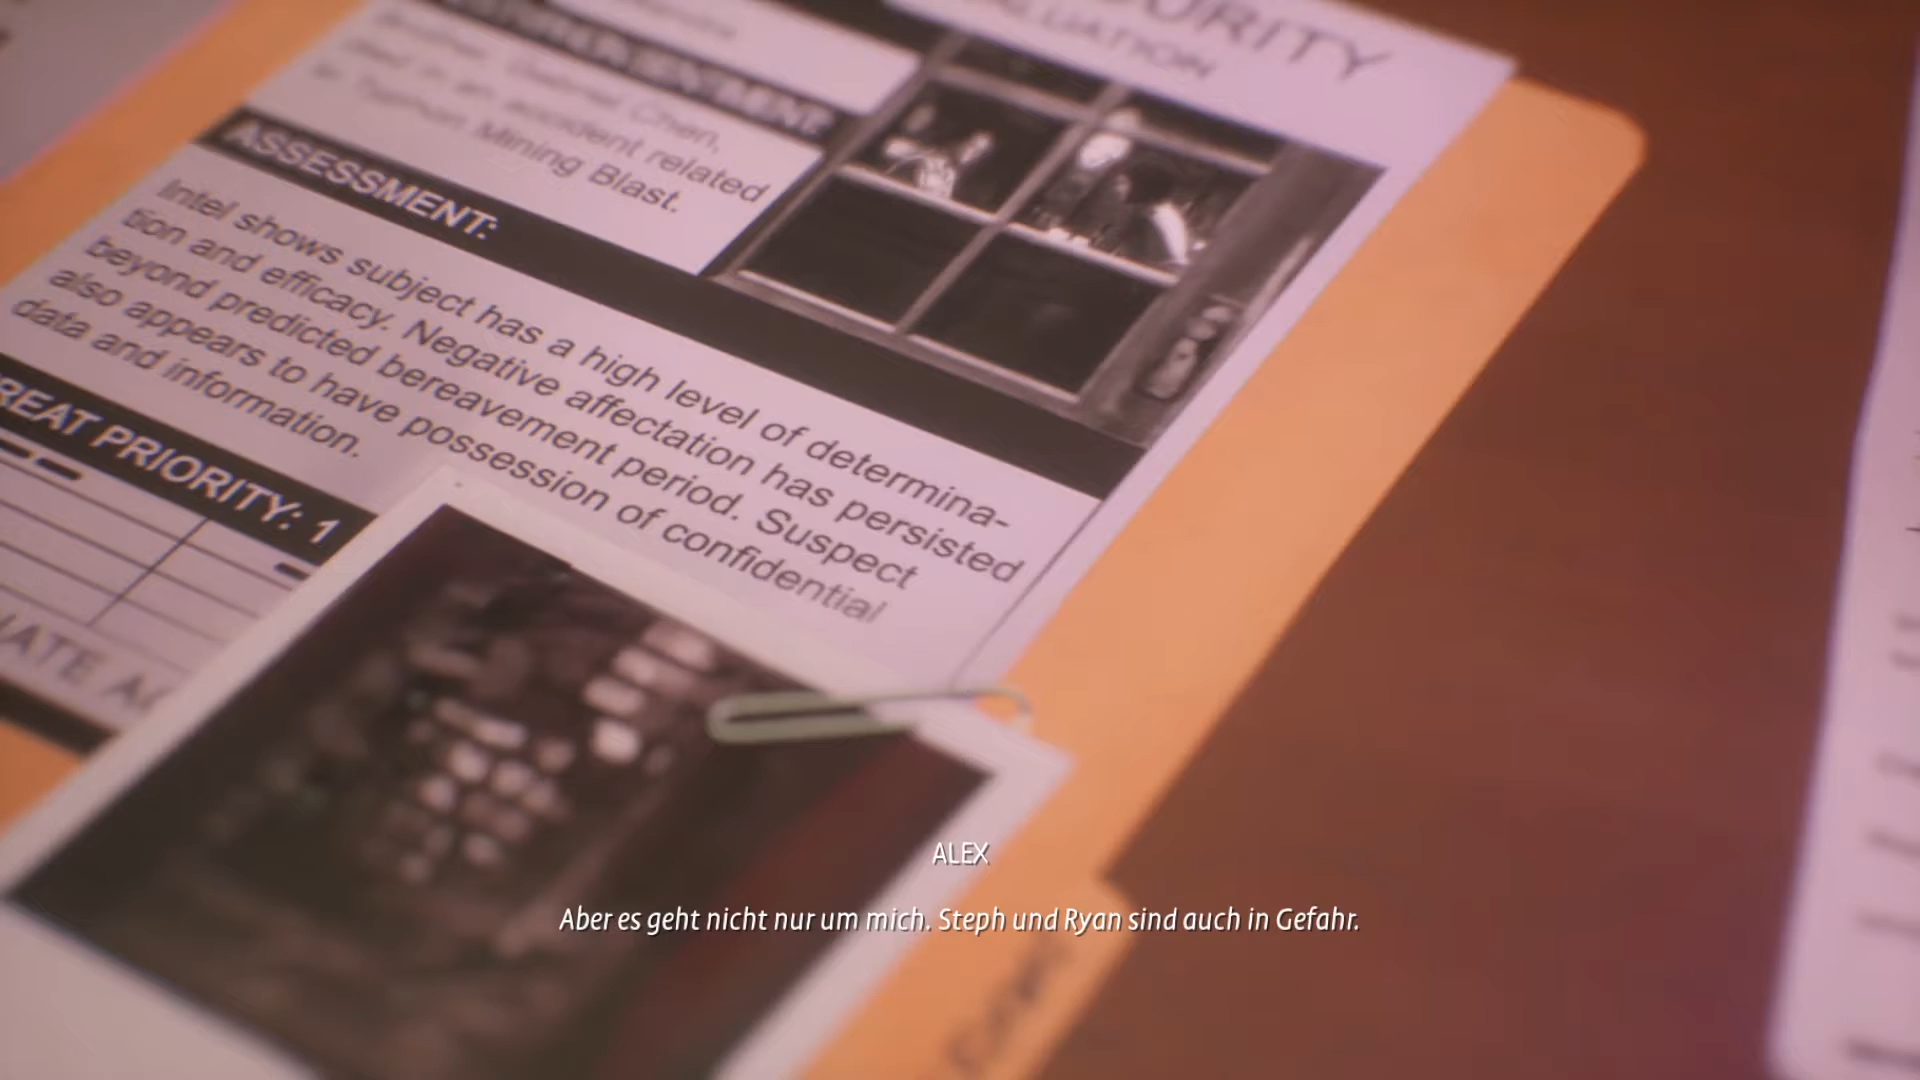 SECURITY
EVALUATION
Brother, Gabriel Chen,
died in an accident related
to Typhon Mining Blast.
ASSESSMENT:
Intel shows subject has a high level of determina-
tion and efficacy. Negative affectation has persisted
beyond predicted bereavement period. Suspect
also appears to have possession of confidential
data and information.
REAT PRIORITY: 1
IATE AC
ALEX
Aber es geht nicht nur um mich. Steph und Ryan sind auch in Gefahr.